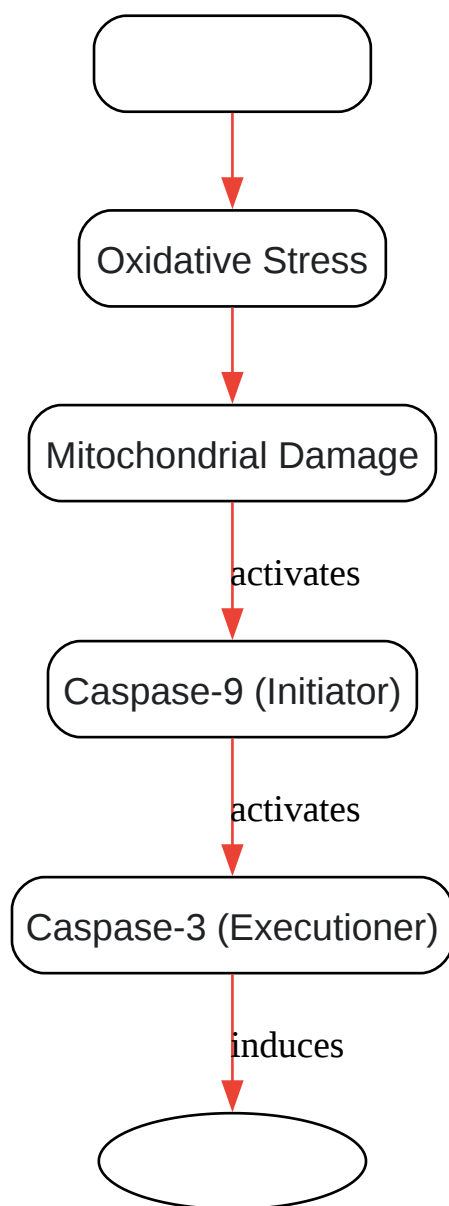 Oxidative Stress
Mitochondrial Damage
activates
Caspase-9 (Initiator)
activates
Caspase-3 (Executioner)
induces